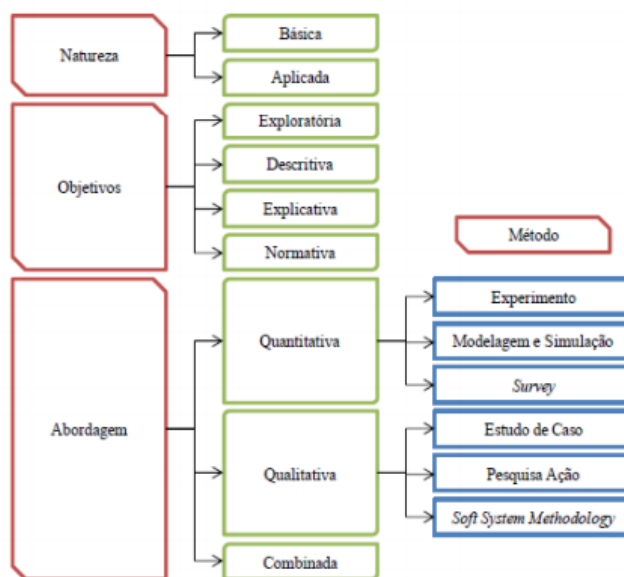 Natureza
Básica
Aplicada
Objetivos
Exploratória
Descritiva
Explicativa
Normativa
Método
Abordagem
Quantitativa
Experimento
Modelagem e Simulação
Survey
Qualitativa
Estudo de Caso
Pesquisa Ação
Soft System Methodology
Combinada